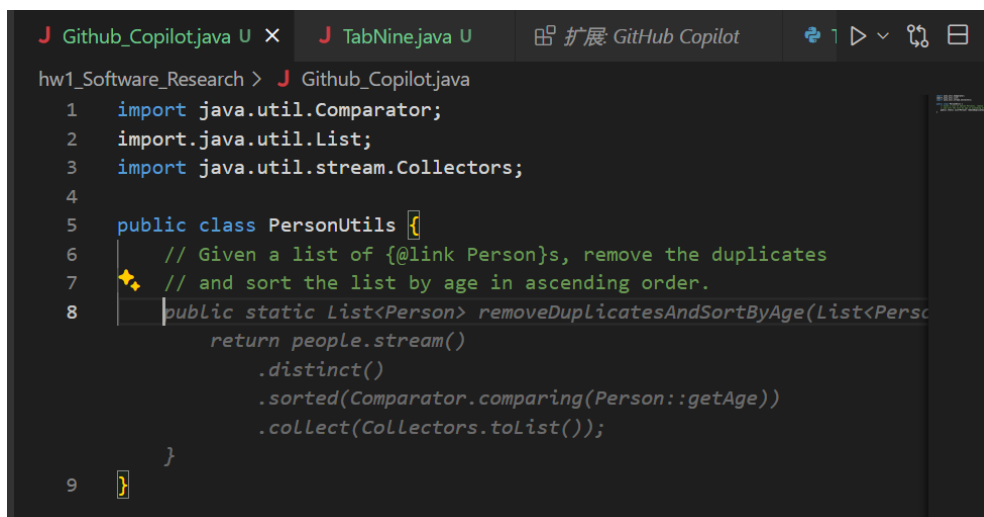 J Github_Copilot.java U × J TabNine.java U 扩展: GitHub Copilot
hw1_Software_Research > J Github_Copilot.java
1 import java.util.Comparator;
2 import.java.util.List;
3 import java.util.stream.Collectors;
4
5 public class PersonUtils {
6 // Given a list of {@link Person}s, remove the duplicates
7 // and sort the list by age in ascending order.
8 public static List<Person> removeDuplicatesAndSortByAge(List<Perso
return people.stream()
.distinct()
.sorted(Comparator.comparing(Person::getAge))
.collect(Collectors.toList());
}
9 }